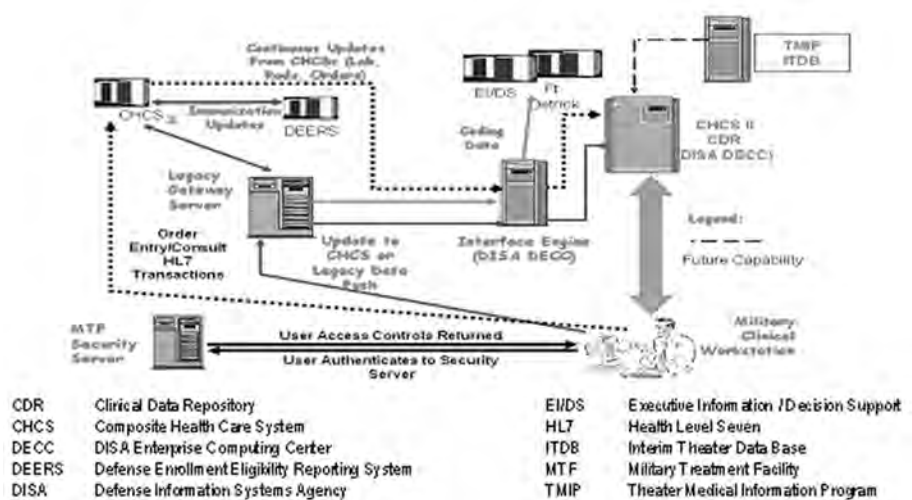 Continuous Updates
From CHCSs (Lab,
Rads, Orders)
TMIP
ITDB
EI/DS
Ft.
Detrick
CHCS
Immunization
Updates
DEERS
Coding
Data
CHCS II
CDR
(DISA DECC)
Legacy
Gateway
Server
Legend:
Order
Entry/Consult
HL7
Transactions
Update to
CHCS or
Legacy Data
Push
Interface Engine
(DISA DECC)
Future Capability
MTF
Security
Server
User Access Controls Returned
User Authenticates to Security
Server
Military
Clinical
Workstation
CDR Clinical Data Repository
CHCS Composite Health Care System
DECC DISA Enterprise Computing Center
DEERS Defense Enrollment Eligibility Reporting System
DISA Defense Information Systems Agency
EI/DS Executive Information / Decision Support
HL7 Health Level Seven
ITDB Interim Theater Data Base
MTF Military Treatment Facility
TMIP Theater Medical Information Program